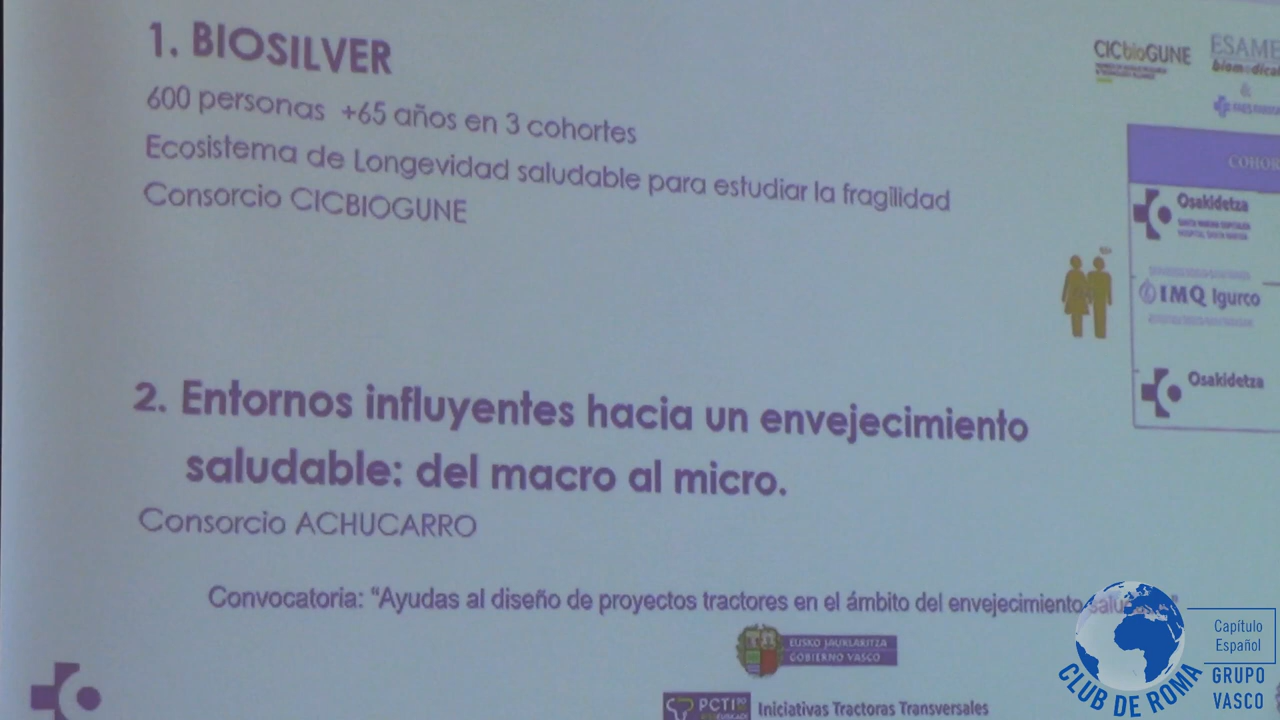 1. BIOSILVER
600 personas +65 años en 3 cohortes
Ecosistema de Longevidad saludable para estudiar la fragilidad
Consorcio CICBIOGUNE
CICbioGUNE
ESAME
biomedical
&
COHOR
Osakidetza
IMQ Igurco
Osakidetza
2. Entornos influyentes hacia un envejecimiento
saludable: del macro al micro.
Consorcio ACHUCARRO
Convocatoria: “Ayudas al diseño de proyectos tractores en el ámbito del envejecimiento
EUSKO JAURLARITZA
GOBIERNO VASCO
PCTI
Iniciativas Tractoras Transversales
CLUB DE ROMA
Capítulo
Español
GRUPO
VASCO